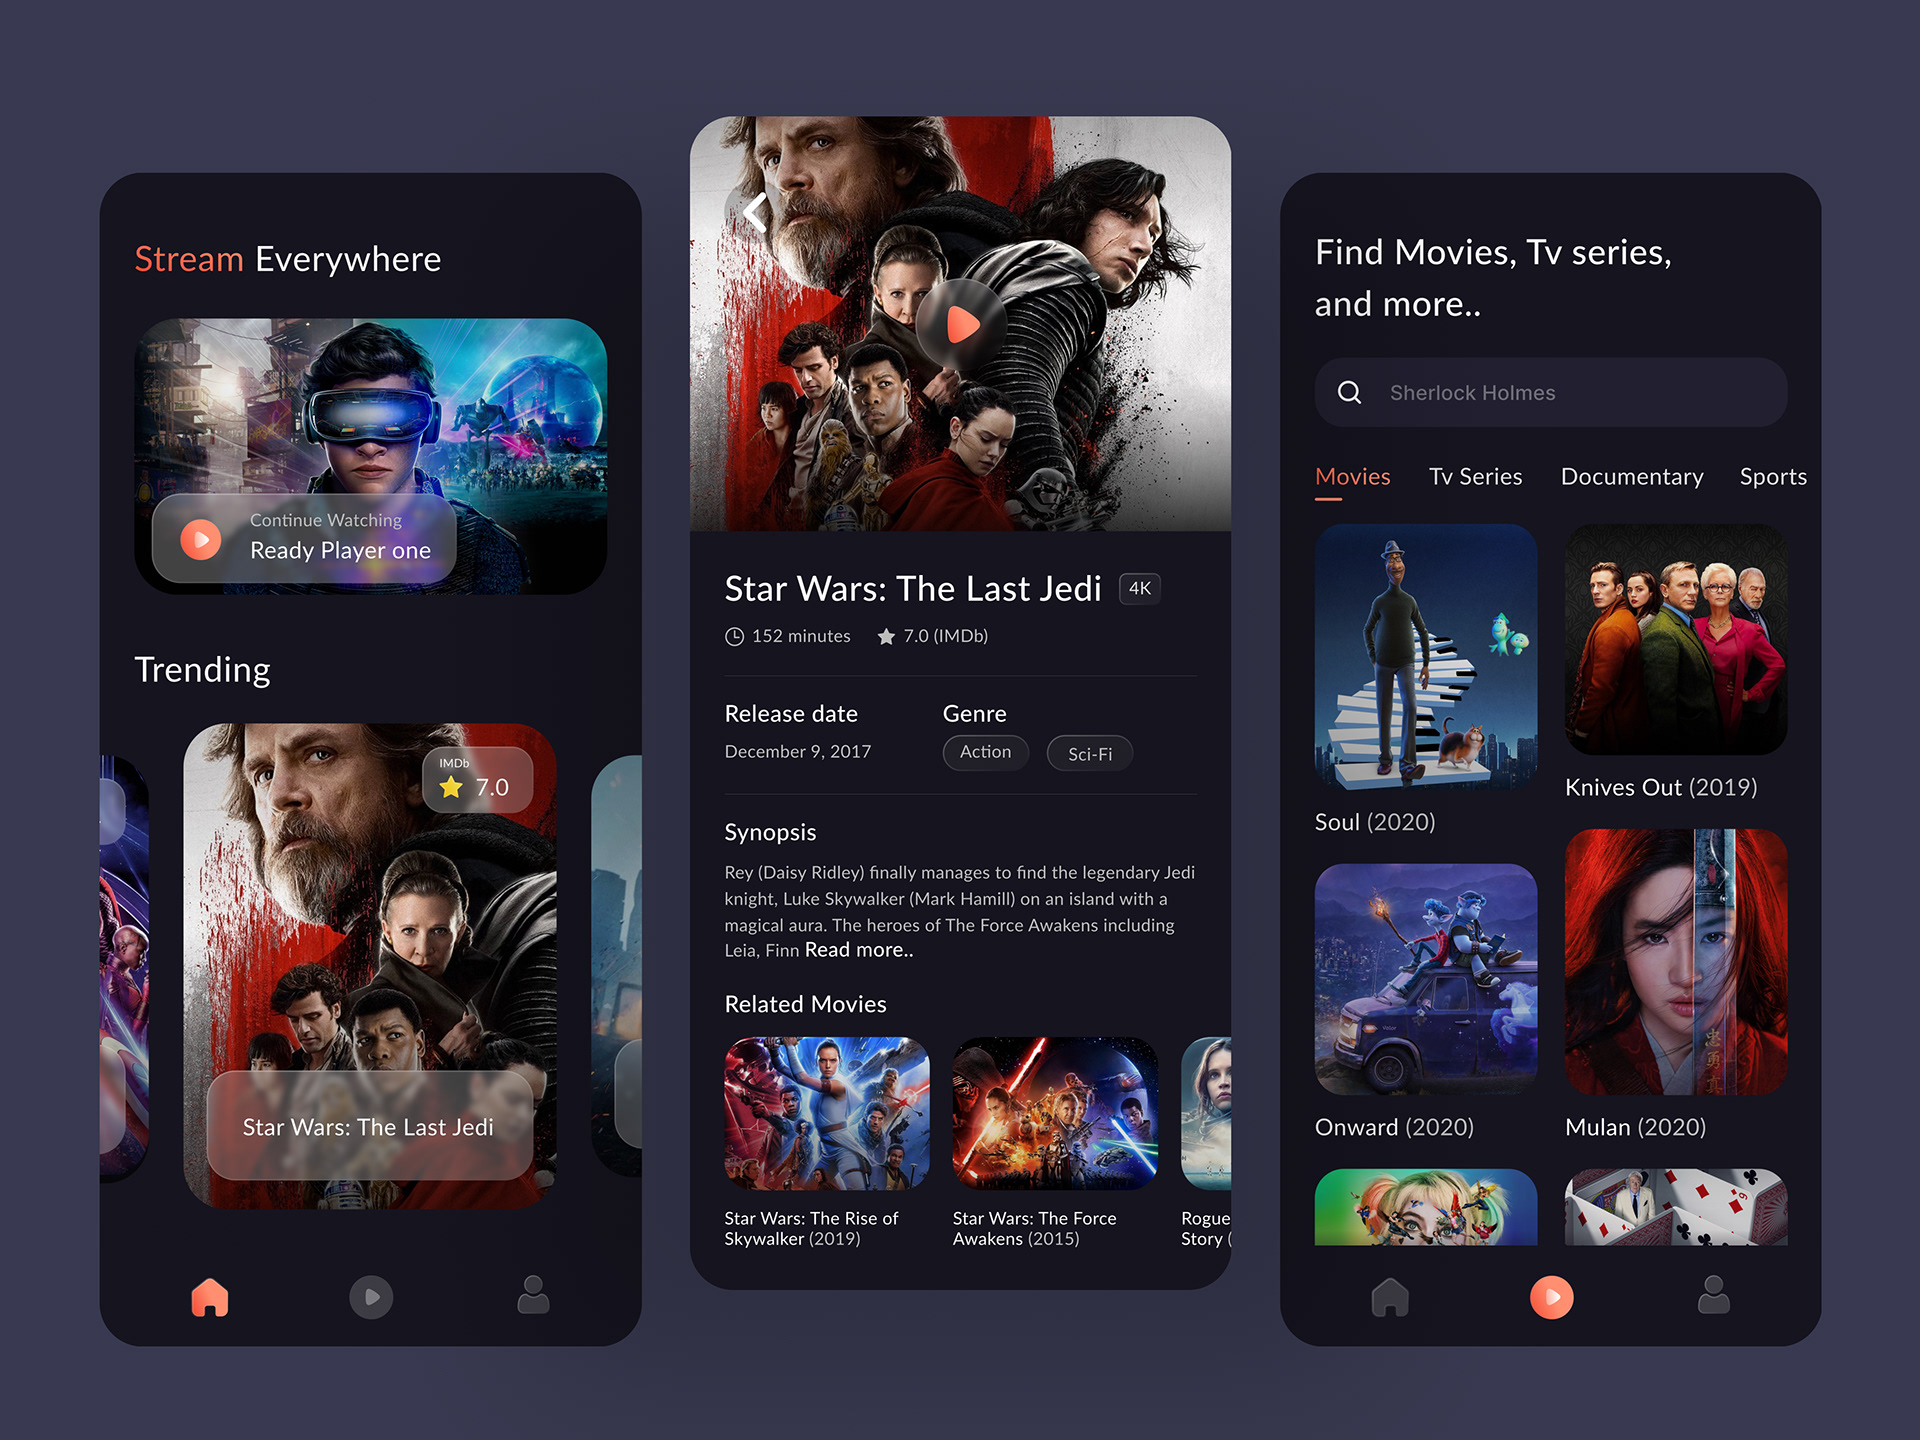 Stream Everywhere
Continue Watching
Ready Player one
Trending
IMDb
7.0
Star Wars: The Last Jedi
Star Wars: The Last Jedi
4K
152 minutes
7.0 (IMDb)
Release date
Genre
December 9, 2017
Action
Sci-Fi
Synopsis
Rey (Daisy Ridley) finally manages to find the legendary Jedi
knight, Luke Skywalker (Mark Hamill) on an island with a
magical aura. The heroes of The Force Awakens including
Leia, Finn Read more..
Related Movies
Star Wars: The Rise of
Skywalker (2019)
Star Wars: The Force
Awakens (2015)
Rogue
Story (
Find Movies, Tv series,
and more..
Sherlock Holmes
Movies
Tv Series
Documentary
Sports
Soul (2020)
Knives Out (2019)
忠
勇
真
Onward (2020)
Mulan (2020)